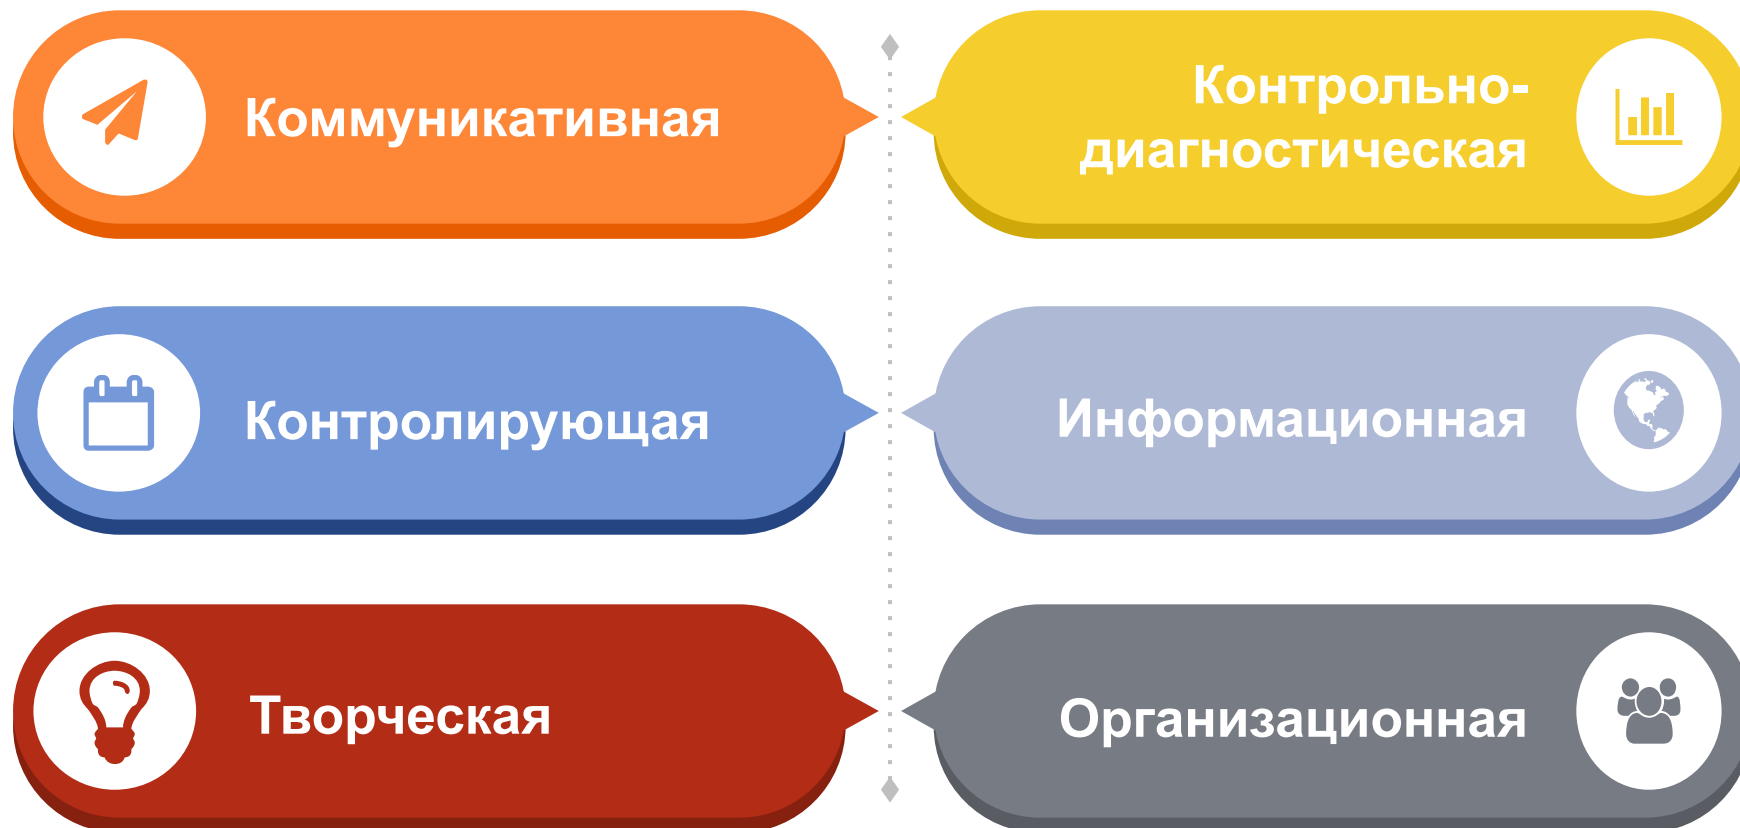 Коммуникативная
Контрольно-
диагностическая
Контролирующая
Информационная
Творческая
Организационная